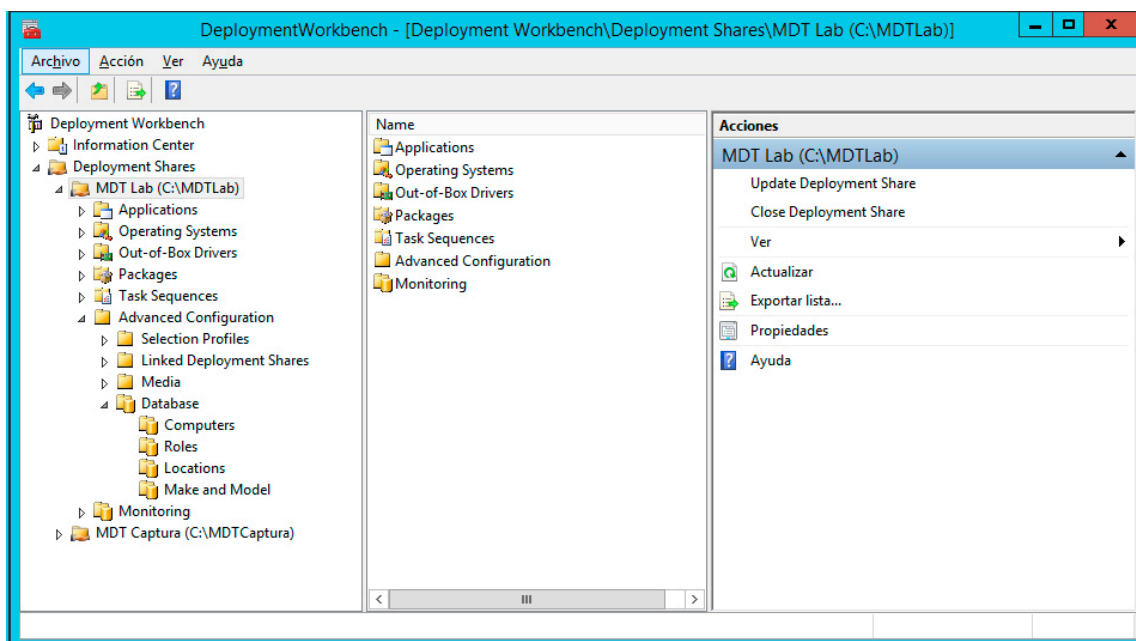 DeploymentWorkbench - [Deployment Workbench\Deployment Shares\MDT Lab (C:\MDTLab)]
Archivo Acción Ver Ayuda
Deployment Workbench
Information Center
Deployment Shares
MDT Lab (C:\MDTLab)
Applications
Operating Systems
Out-of-Box Drivers
Packages
Task Sequences
Advanced Configuration
Selection Profiles
Linked Deployment Shares
Media
Database
Computers
Roles
Locations
Make and Model
Monitoring
MDT Captura (C:\MDTCaptura)
Name
Applications
Operating Systems
Out-of-Box Drivers
Packages
Task Sequences
Advanced Configuration
Monitoring
Acciones
MDT Lab (C:\MDTLab)
Update Deployment Share
Close Deployment Share
Ver
Actualizar
Exportar lista...
Propiedades
Ayuda